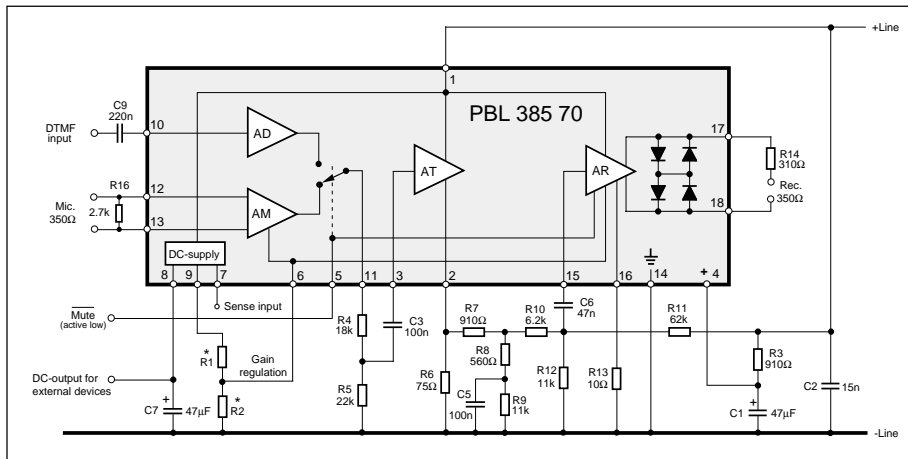 +Line
1
PBL 385 70
C9
220n
DTMF
input
10
AD
17
R14
310Ω
AT
AR
Rec.
350Ω
18
R16
2.7k
Mic.
350Ω
12
13
AM
DC-supply
8
9
7
6
5
11
3
2
15
16
14
+ 4
Sense input
Mute
(active low)
R4
18k
C3
100n
R7
910Ω
R10
6.2k
C6
47n
R11
62k
* R1
Gain
regulation
R8
560Ω
R3
910Ω
DC-output for
external devices
* R2
R5
22k
R6
75Ω
C5
100n
R9
11k
R12
11k
R13
10Ω
C2
15n
+
C7
47µF
+
C1
47µF
-Line